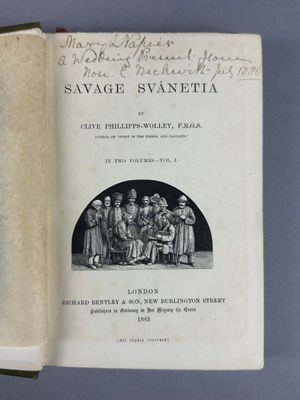 Mary L Napier
A Wedding Present from
Nov. 1896
SAVAGE SVÂNETIA
BY
CLIVE PHILLIPPS-WOLLEY, F.R.G.S.
AUTHOR OF "SPORT IN THE CRIMEA AND CAUCASUS."
IN TWO VOLUMES—VOL. I.
LONDON
RICHARD BENTLEY & SON, NEW BURLINGTON STREET
Publishers in Ordinary to Her Majesty the Queen
1883
[All rights reserved]